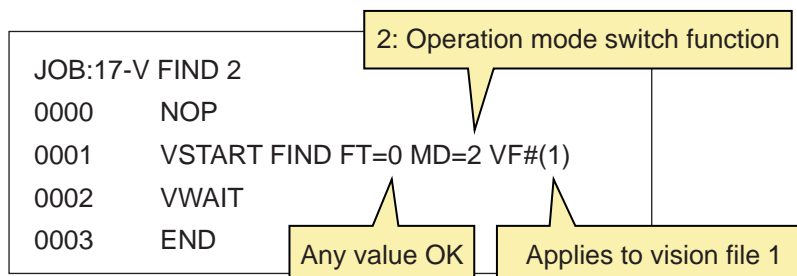 2: Operation mode switch function
JOB:17-V FIND 2
0000 NOP
0001 VSTART FIND FT=0 MD=2 VF#(1)
0002 VWAIT
0003 END
Any value OK
Applies to vision file 1